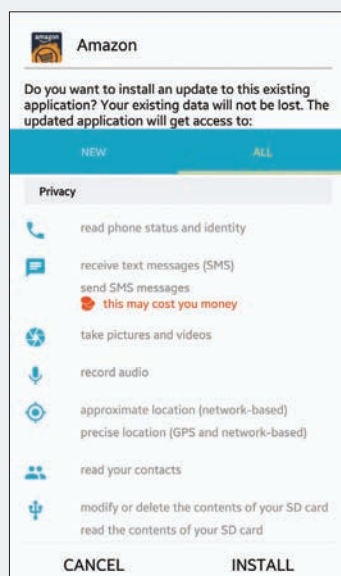 amazon
Amazon
Do you want to install an update to this existing
application? Your existing data will not be lost. The
updated application will get access to:
NEW ALL
Privacy
read phone status and identity
receive text messages (SMS)
send SMS messages
this may cost you money
take pictures and videos
record audio
approximate location (network-based)
precise location (GPS and network-based)
read your contacts
modify or delete the contents of your SD card
read the contents of your SD card
CANCEL INSTALL